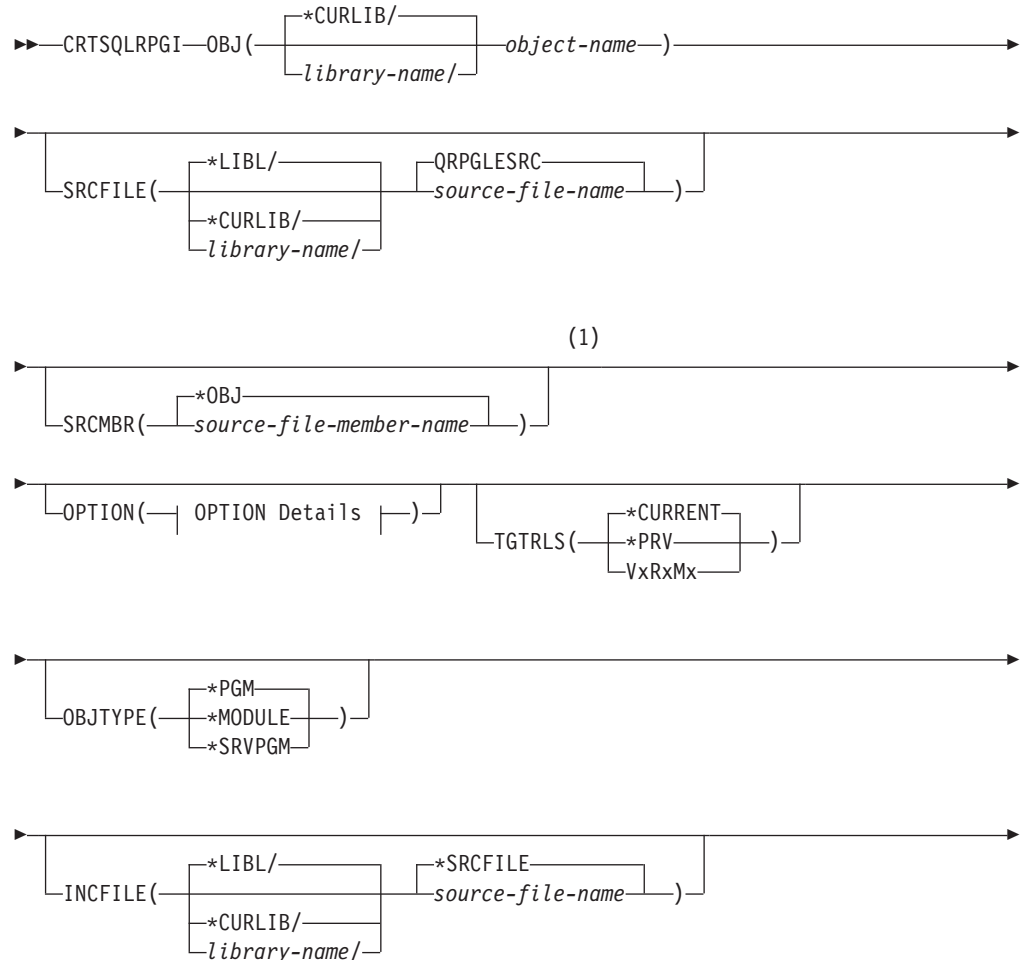 *CURLIB/
CRTSQLRPGI OBJ( object-name )
library-name/
*LIBL/ QRPGLESRC
SRCFILE( source-file-name )
*CURLIB/
library-name/
(1)
*OBJ
SRCMBR( source-file-member-name )
OPTION( OPTION Details )
*CURRENT
TGTRLS( *PRV )
VxRxMx
*PGM
OBJTYPE( *MODULE )
*SRVPGM
*LIBL/ *SRCFILE
INCFILE( source-file-name )
*CURLIB/
library-name/